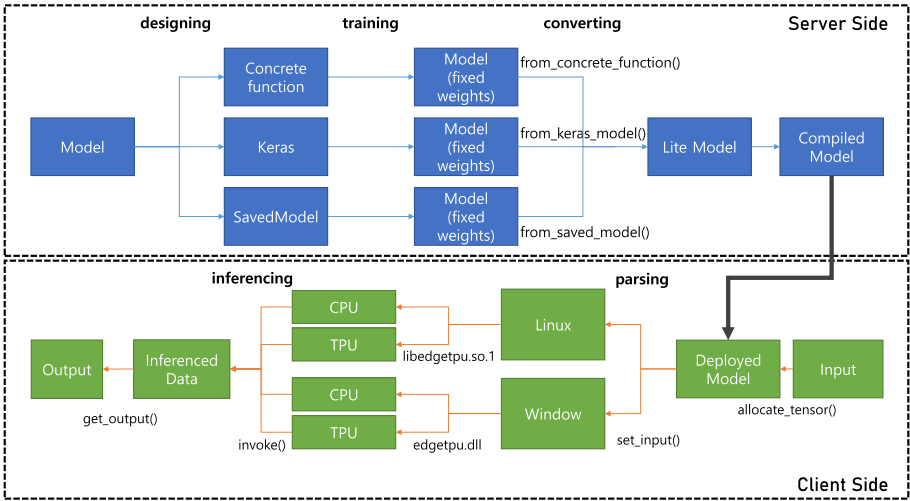 designing
training
converting
Server Side
Concrete
function
Model
(fixed
weights)
from_concrete_function()
Model
Keras
Model
(fixed
weights)
from_keras_model()
Lite Model
Compiled
Model
SavedModel
Model
(fixed
weights)
from_saved_model()
inferencing
parsing
CPU
TPU
libedgetpu.so.1
Linux
Output
Inferenced
Data
Deployed
Model
Input
get_output()
allocate_tensor()
CPU
TPU
invoke()
edgetpu.dll
Window
set_input()
Client Side